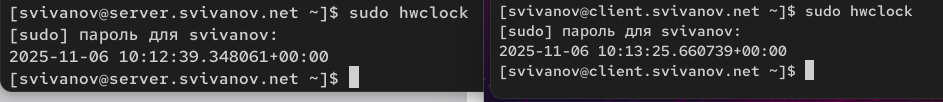 [svivanov@server.svivanov.net ~]$ sudo hwclock
[sudo] пароль для svivanov:
2025-11-06 10:12:39.348061+00:00
[svivanov@server.svivanov.net ~]$
[svivanov@client.svivanov.net ~]$ sudo hwclock
[sudo] пароль для svivanov:
2025-11-06 10:13:25.660739+00:00
[svivanov@client.svivanov.net ~]$